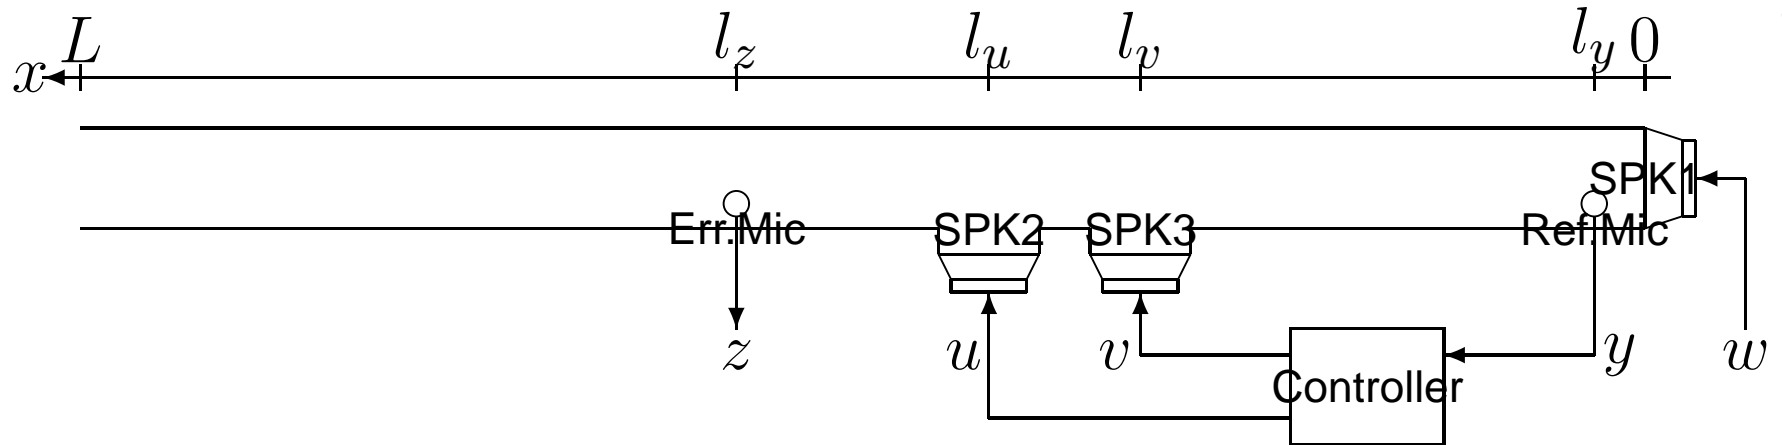 L l_z l_u l_v l_y 0
x
SPK1
Err.Mic SPK2 SPK3 Ref.Mic
z u v y w
Controller